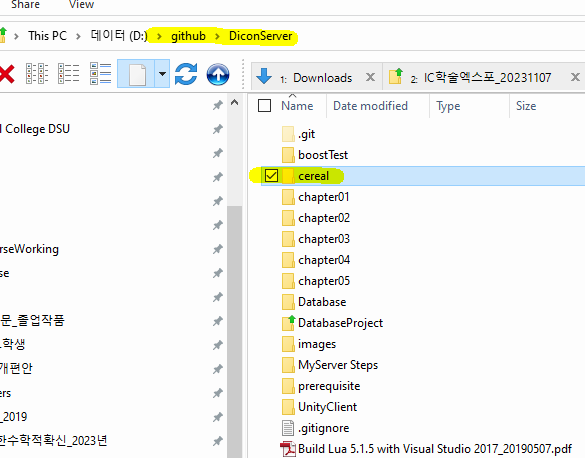 Share View
This PC > 데이터 (D:) > github > DiconServer
1: Downloads 2: IC학술엑스포_20231107
Name Date modified Type Size
.git
l College DSU
boostTest
cereal
chapter01
chapter02
chapter03
rseWorking
chapter04
se
chapter05
Database
문_졸업작품
DatabaseProject
학생
images
개편안
MyServer Steps
ers
prerequisite
_2019
UnityClient
.gitignore
한수학적확신_2023년
Build Lua 5.1.5 with Visual Studio 2017_20190507.pdf